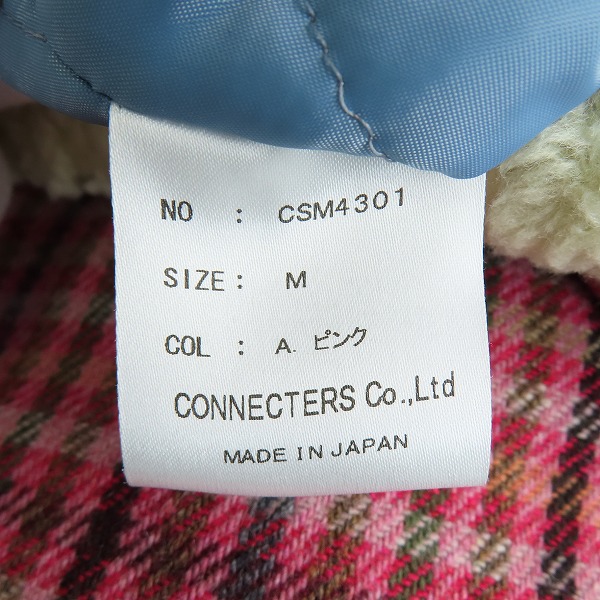 NO : CSM4301
SIZE: M
COL : A. ピンク
CONNECTERS Co.,Ltd
MADE IN JAPAN